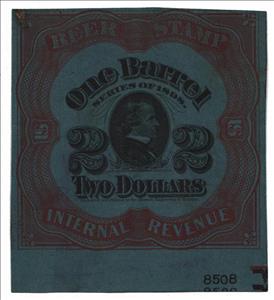 BEER STAMP
One Barrel
SERIES OF 1898.
2 2
TWO DOLLARS
INTERNAL REVENUE
8508